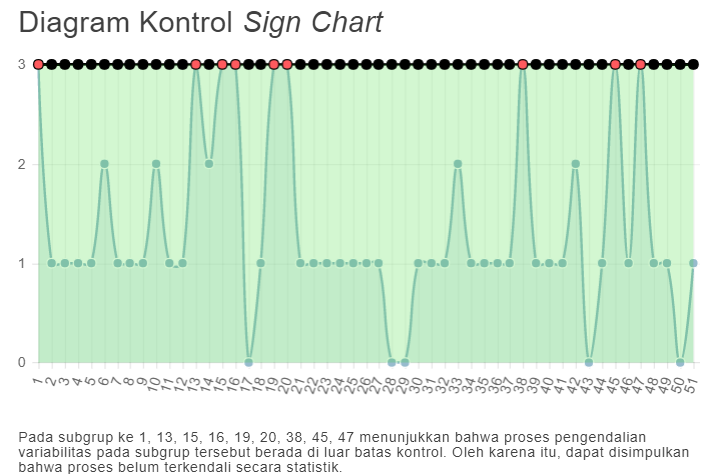 Diagram Kontrol Sign Chart
3
2
1
0
1 2 3 4 5 6 7 8 9 10 11 12 13 14 15 16 17 18 19 20 21 22 23 24 25 26 27 28 29 30 31 32 33 34 35 36 37 38 39 40 41 42 43 44 45 46 47 48 49 50 51
Pada subgrup ke 1, 13, 15, 16, 19, 20, 38, 45, 47 menunjukkan bahwa proses pengendalian
variabilitas pada subgrup tersebut berada di luar batas kontrol. Oleh karena itu, dapat disimpulkan
bahwa proses belum terkendali secara statistik.